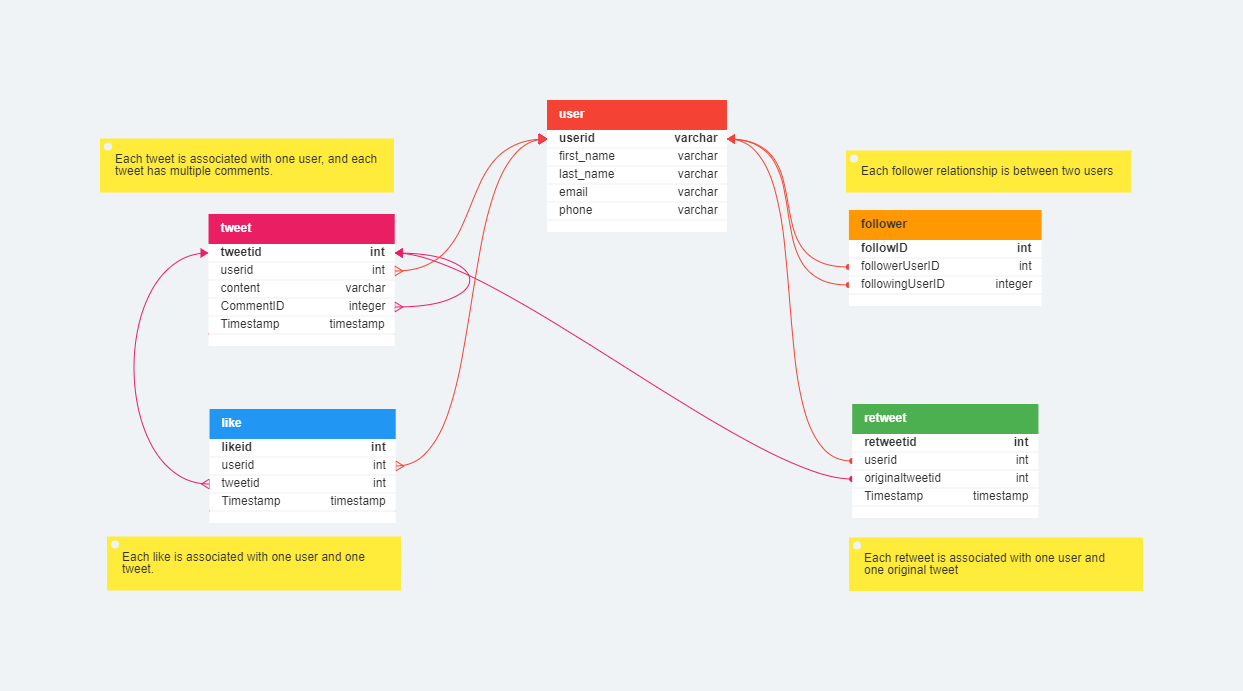 user
userid varchar
first_name varchar
last_name varchar
email varchar
phone varchar
Each tweet is associated with one user, and each
tweet has multiple comments.
tweet
tweetid int
userid int
content varchar
CommentID integer
Timestamp timestamp
Each follower relationship is between two users
follower
followID int
followerUserID int
followingUserID integer
like
likeid int
userid int
tweetid int
Timestamp timestamp
Each like is associated with one user and one
tweet.
retweet
retweetid int
userid int
originaltweetid int
Timestamp timestamp
Each retweet is associated with one user and
one original tweet